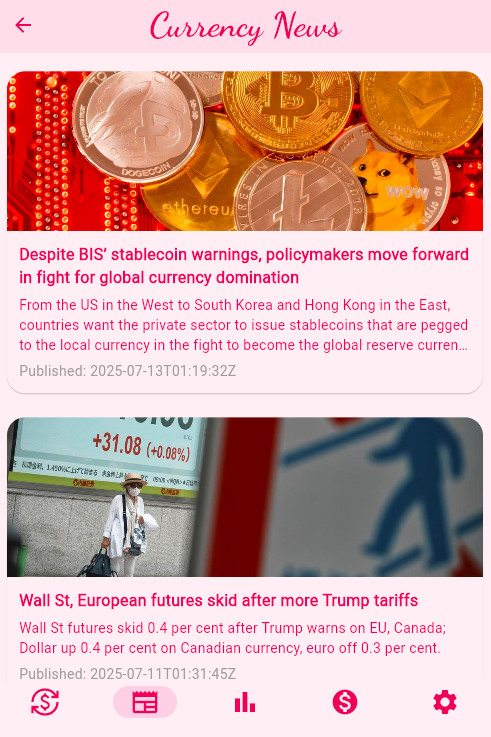 Currency News
DOGECOIN
ethereu
WOW
Despite BIS’ stablecoin warnings, policymakers move forward
in fight for global currency domination
From the US in the West to South Korea and Hong Kong in the East,
countries want the private sector to issue stablecoins that are pegged
to the local currency in the fight to become the global reserve curren…
Published: 2025-07-13T01:19:32Z
+31.08 (+0.08%)
Wall St, European futures skid after more Trump tariffs
Wall St futures skid 0.4 per cent after Trump warns on EU, Canada;
Dollar up 0.4 per cent on Canadian currency, euro off 0.3 per cent.
Published: 2025-07-11T01:31:45Z